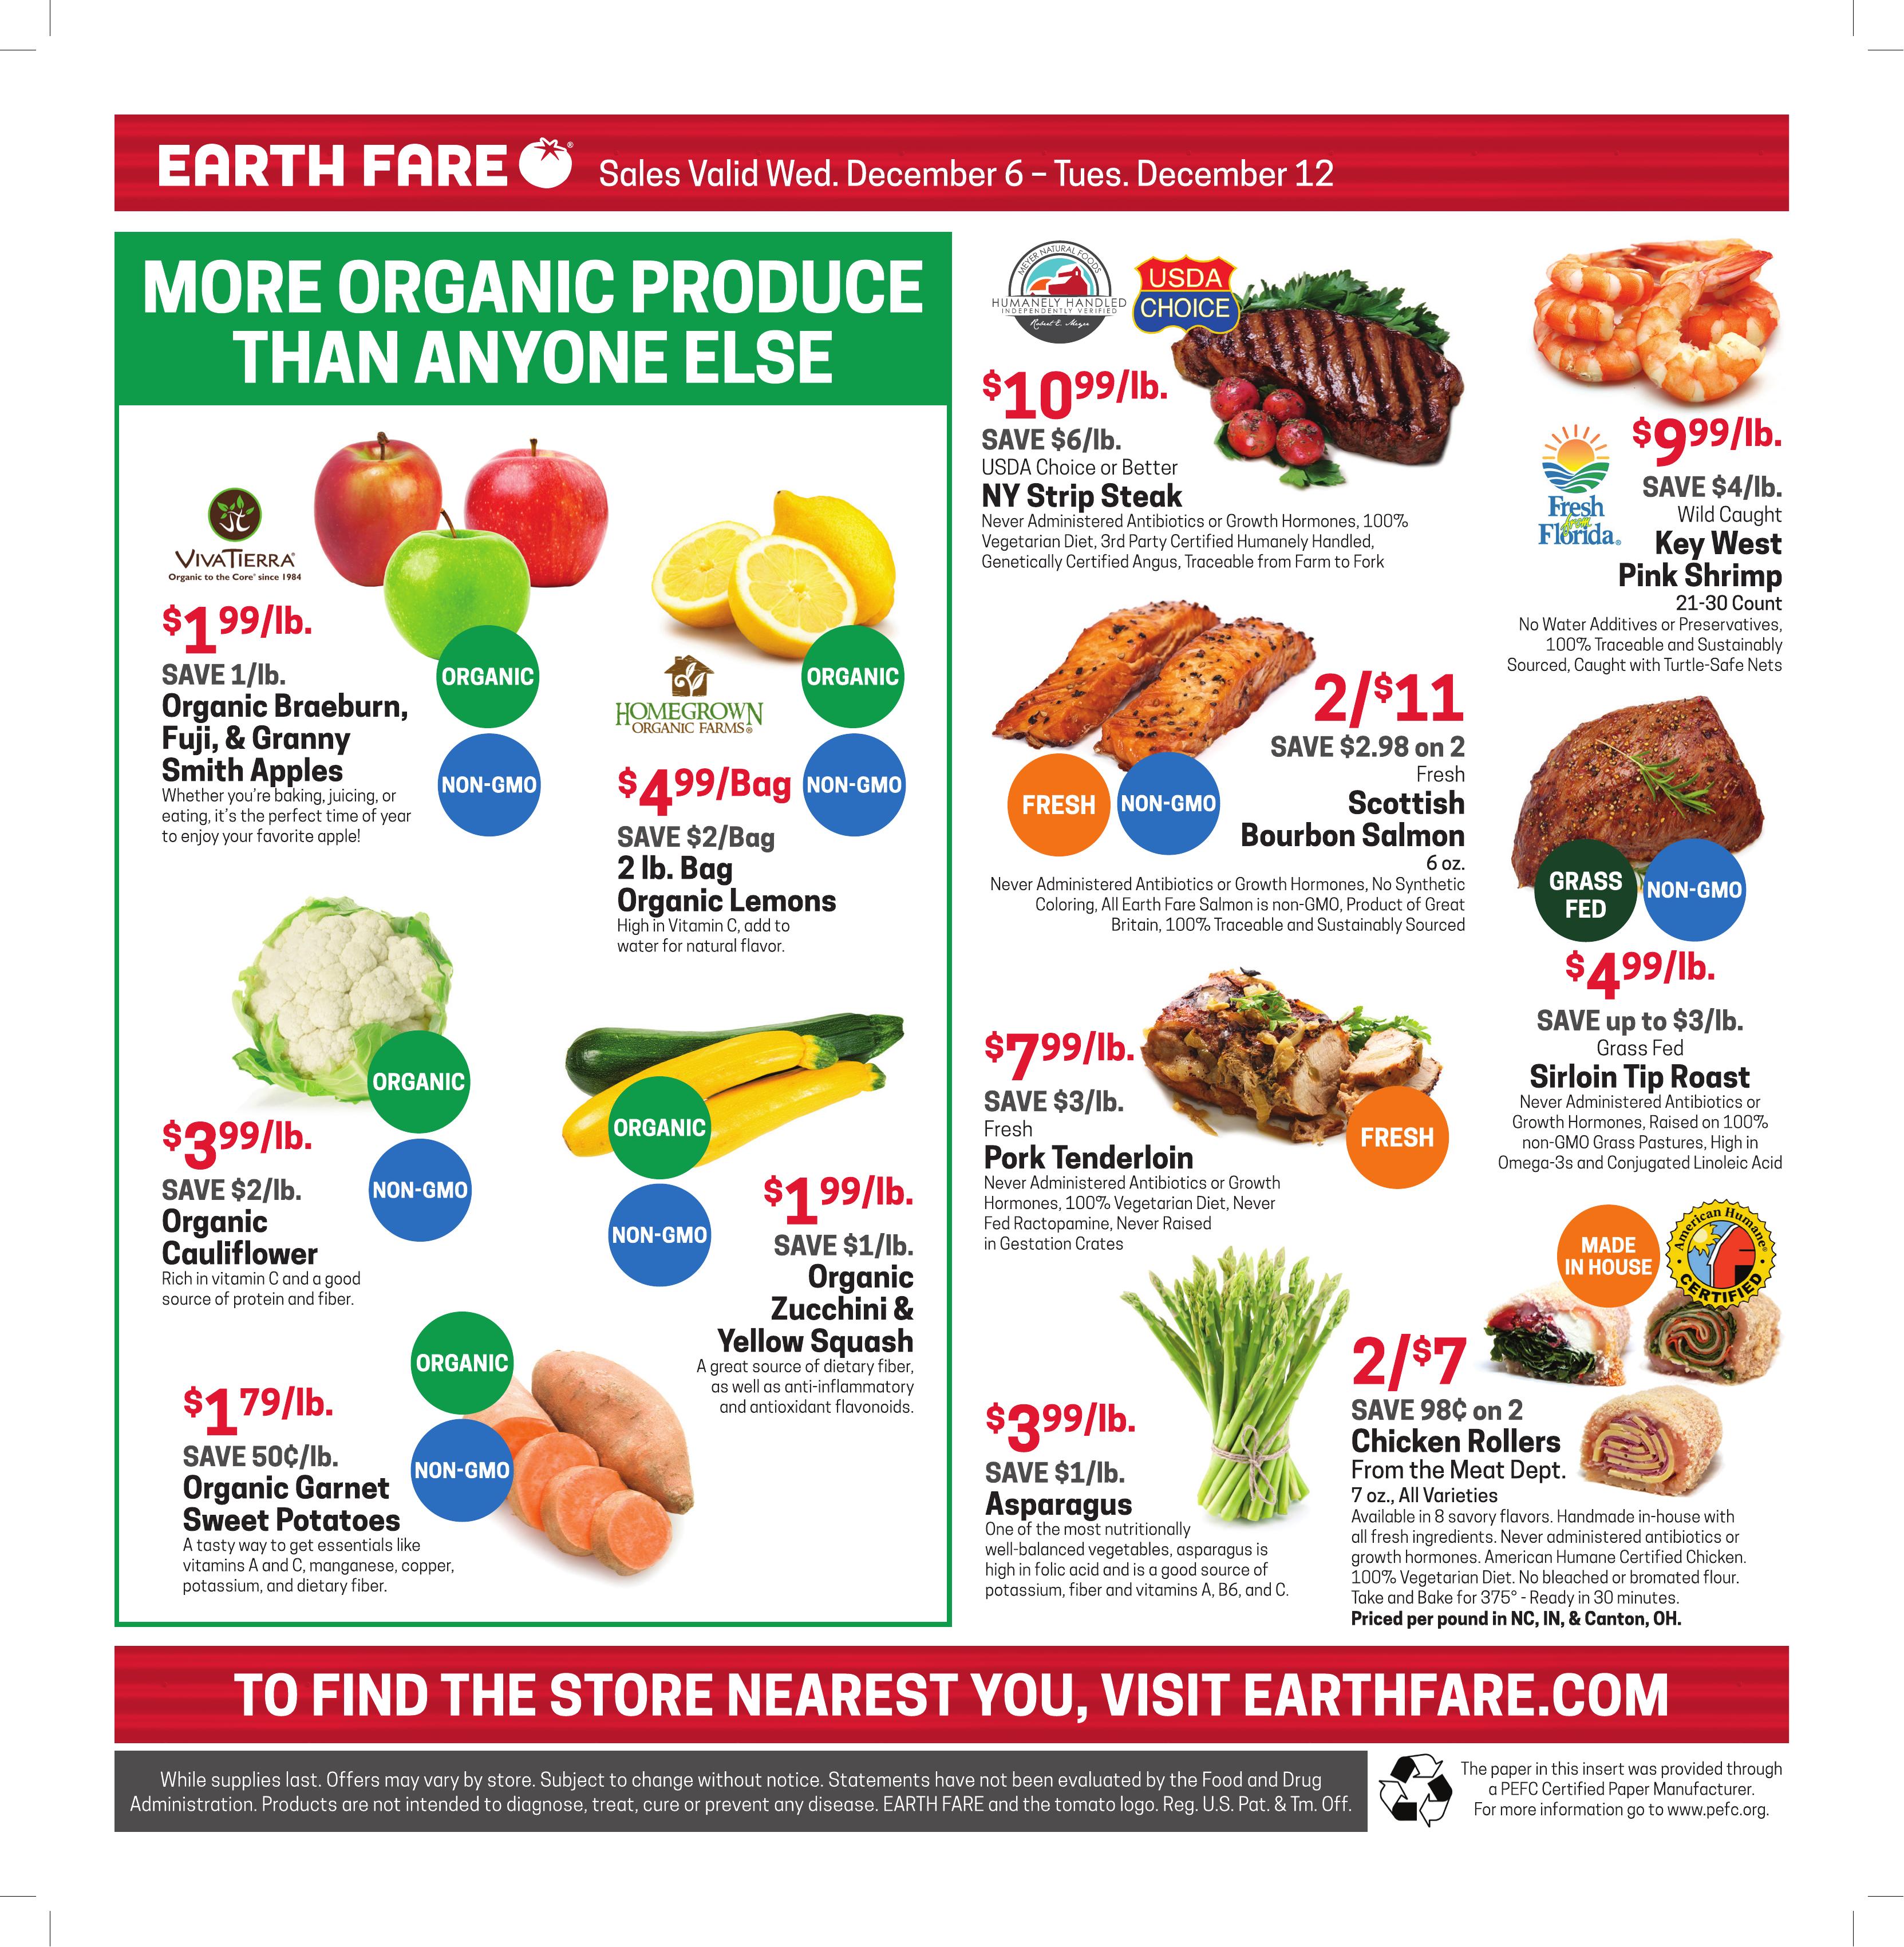 EARTH FARE ® Sales Valid Wed. December 6 – Tues. December 12
MORE ORGANIC PRODUCE
THAN ANYONE ELSE
VIVATIERRA®
Organic to the Core® since 1984
$1 99/lb.
SAVE 1/lb.
Organic Braeburn,
Fuji, & Granny
Smith Apples
Whether you're baking, juicing, or
eating, it's the perfect time of year
to enjoy your favorite apple!
ORGANIC
NON-GMO
HOMEGROWN
ORGANIC FARMS®
ORGANIC
NON-GMO
$4 99/Bag
SAVE $2/Bag
2 lb. Bag
Organic Lemons
High in Vitamin C, add to
water for natural flavor.
ORGANIC
NON-GMO
$3 99/lb.
SAVE $2/lb.
Organic
Cauliflower
Rich in vitamin C and a good
source of protein and fiber.
ORGANIC
NON-GMO
$1 99/lb.
SAVE $1/lb.
Organic
Zucchini &
Yellow Squash
A great source of dietary fiber,
as well as anti-inflammatory
and antioxidant flavonoids.
ORGANIC
NON-GMO
$1 79/lb.
SAVE 50¢/lb.
Organic Garnet
Sweet Potatoes
A tasty way to get essentials like
vitamins A and C, manganese, copper,
potassium, and dietary fiber.
MEYER NATURAL FOODS
HUMANELY HANDLED
INDEPENDENTLY VERIFIED
Robert E. Meyer
USDA
CHOICE
$10 99/lb.
SAVE $6/lb.
USDA Choice or Better
NY Strip Steak
Never Administered Antibiotics or Growth Hormones, 100%
Vegetarian Diet, 3rd Party Certified Humanely Handled,
Genetically Certified Angus, Traceable from Farm to Fork
Fresh
from
Florida®
$9 99/lb.
SAVE $4/lb.
Wild Caught
Key West
Pink Shrimp
21-30 Count
No Water Additives or Preservatives,
100% Traceable and Sustainably
Sourced, Caught with Turtle-Safe Nets
FRESH
NON-GMO
2/$11
SAVE $2.98 on 2
Fresh
Scottish
Bourbon Salmon
6 oz.
Never Administered Antibiotics or Growth Hormones, No Synthetic
Coloring, All Earth Fare Salmon is non-GMO, Product of Great
Britain, 100% Traceable and Sustainably Sourced
GRASS
FED
NON-GMO
$4 99/lb.
SAVE up to $3/lb.
Grass Fed
Sirloin Tip Roast
Never Administered Antibiotics or
Growth Hormones, Raised on 100%
non-GMO Grass Pastures, High in
Omega-3s and Conjugated Linoleic Acid
$7 99/lb.
SAVE $3/lb.
Fresh
Pork Tenderloin
Never Administered Antibiotics or Growth
Hormones, 100% Vegetarian Diet, Never
Fed Ractopamine, Never Raised
in Gestation Crates
FRESH
$3 99/lb.
SAVE $1/lb.
Asparagus
One of the most nutritionally
well-balanced vegetables, asparagus is
high in folic acid and is a good source of
potassium, fiber and vitamins A, B6, and C.
MADE
IN HOUSE
American Humane®
CERTIFIED
2/$7
SAVE 98¢ on 2
Chicken Rollers
From the Meat Dept.
7 oz., All Varieties
Available in 8 savory flavors. Handmade in-house with
all fresh ingredients. Never administered antibiotics or
growth hormones. American Humane Certified Chicken.
100% Vegetarian Diet. No bleached or bromated flour.
Take and Bake for 375° - Ready in 30 minutes.
Priced per pound in NC, IN, & Canton, OH.
TO FIND THE STORE NEAREST YOU, VISIT EARTHFARE.COM
While supplies last. Offers may vary by store. Subject to change without notice. Statements have not been evaluated by the Food and Drug
Administration. Products are not intended to diagnose, treat, cure or prevent any disease. EARTH FARE and the tomato logo. Reg. U.S. Pat. & Tm. Off.
The paper in this insert was provided through
a PEFC Certified Paper Manufacturer.
For more information go to www.pefc.org.